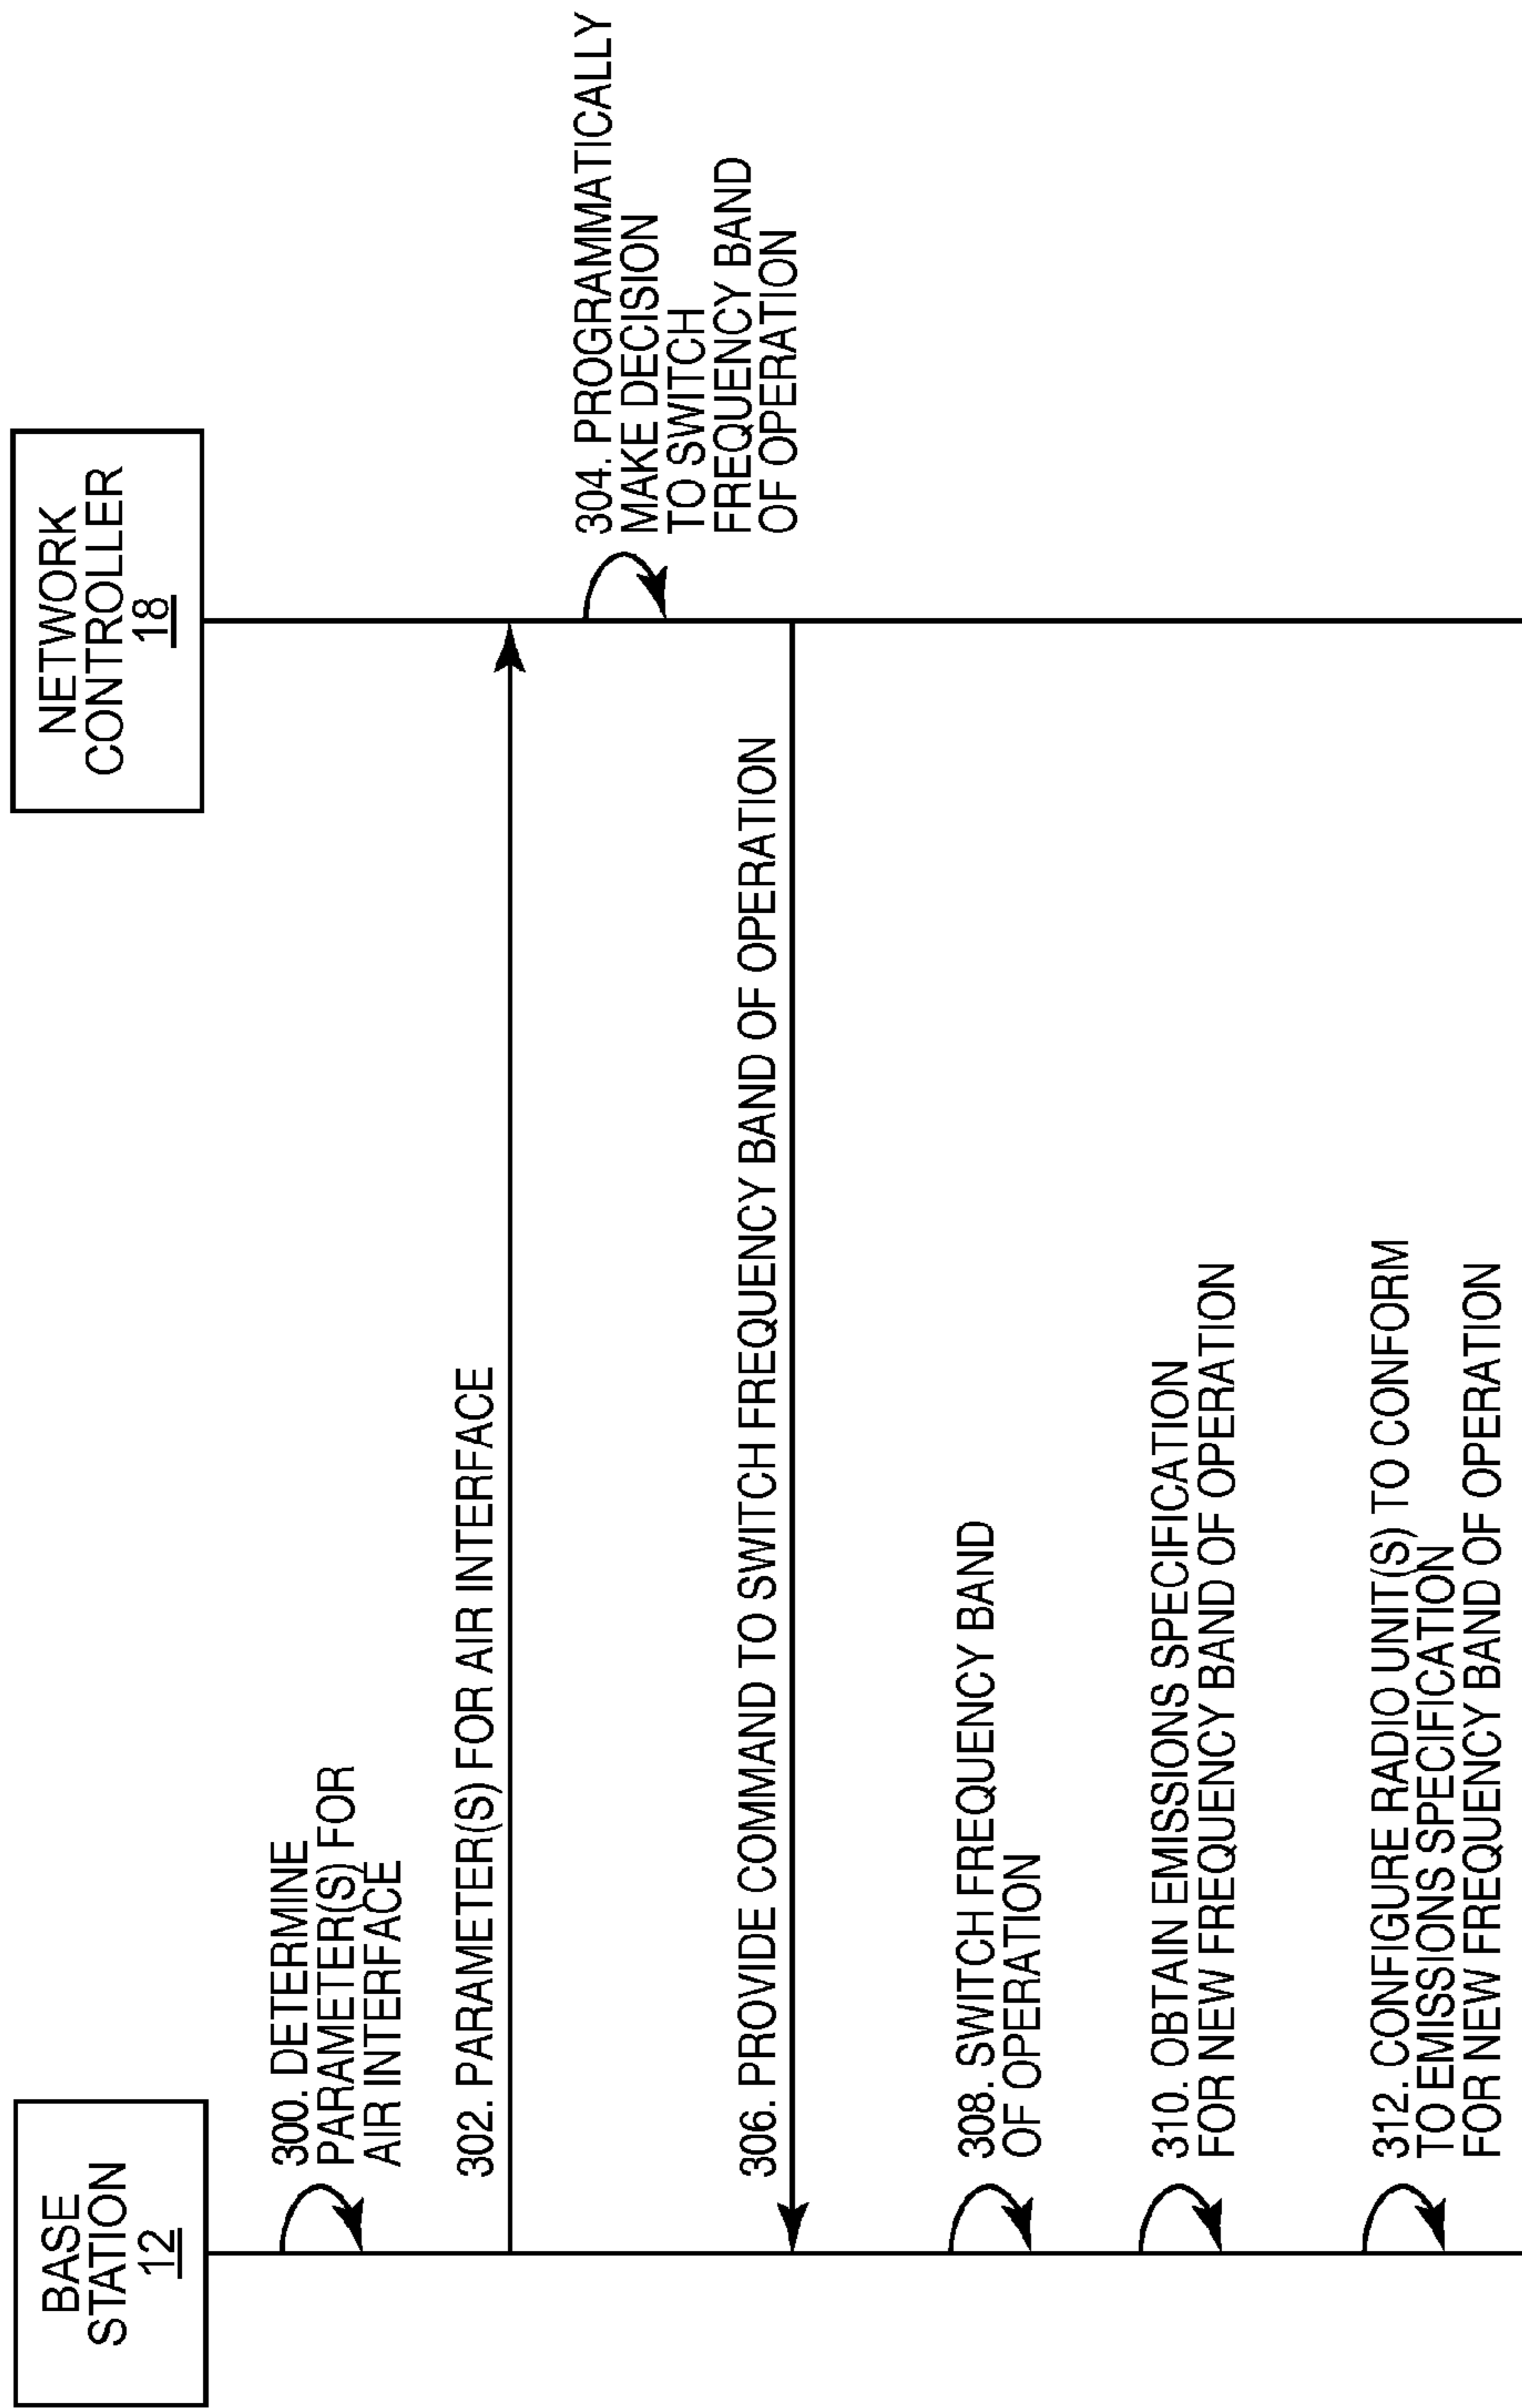 BASE
STATION
12
NETWORK
CONTROLLER
18
300. DETERMINE
PARAMETER(S) FOR
AIR INTERFACE
302. PARAMETER(S) FOR AIR INTERFACE
304. PROGRAMMATICALLY
MAKE DECISION
TO SWITCH
FREQUENCY BAND
OF OPERATION
306. PROVIDE COMMAND TO SWITCH FREQUENCY BAND OF OPERATION
308. SWITCH FREQUENCY BAND
OF OPERATION
310. OBTAIN EMISSIONS SPECIFICATION
FOR NEW FREQUENCY BAND OF OPERATION
312. CONFIGURE RADIO UNIT(S) TO CONFORM
TO EMISSIONS SPECIFICATION
FOR NEW FREQUENCY BAND OF OPERATION